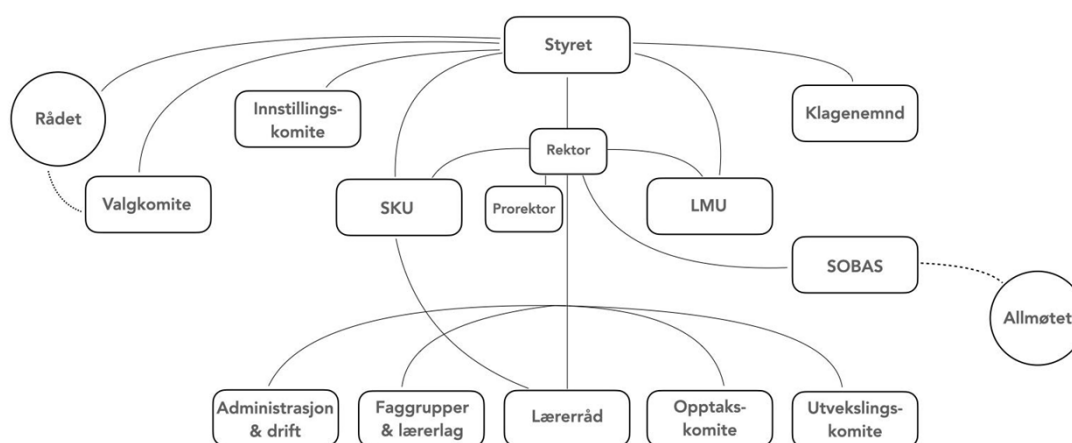 Styret
Rådet
Innstillings-
komite
Klagenemnd
Rektor
Valgkomite
SKU
Prorektor
LMU
SOBAS
Allmøtet
Administrasjon
& drift
Faggrupper
& lærerlag
Lærerråd
Opptaks-
komite
Utvekslings-
komite